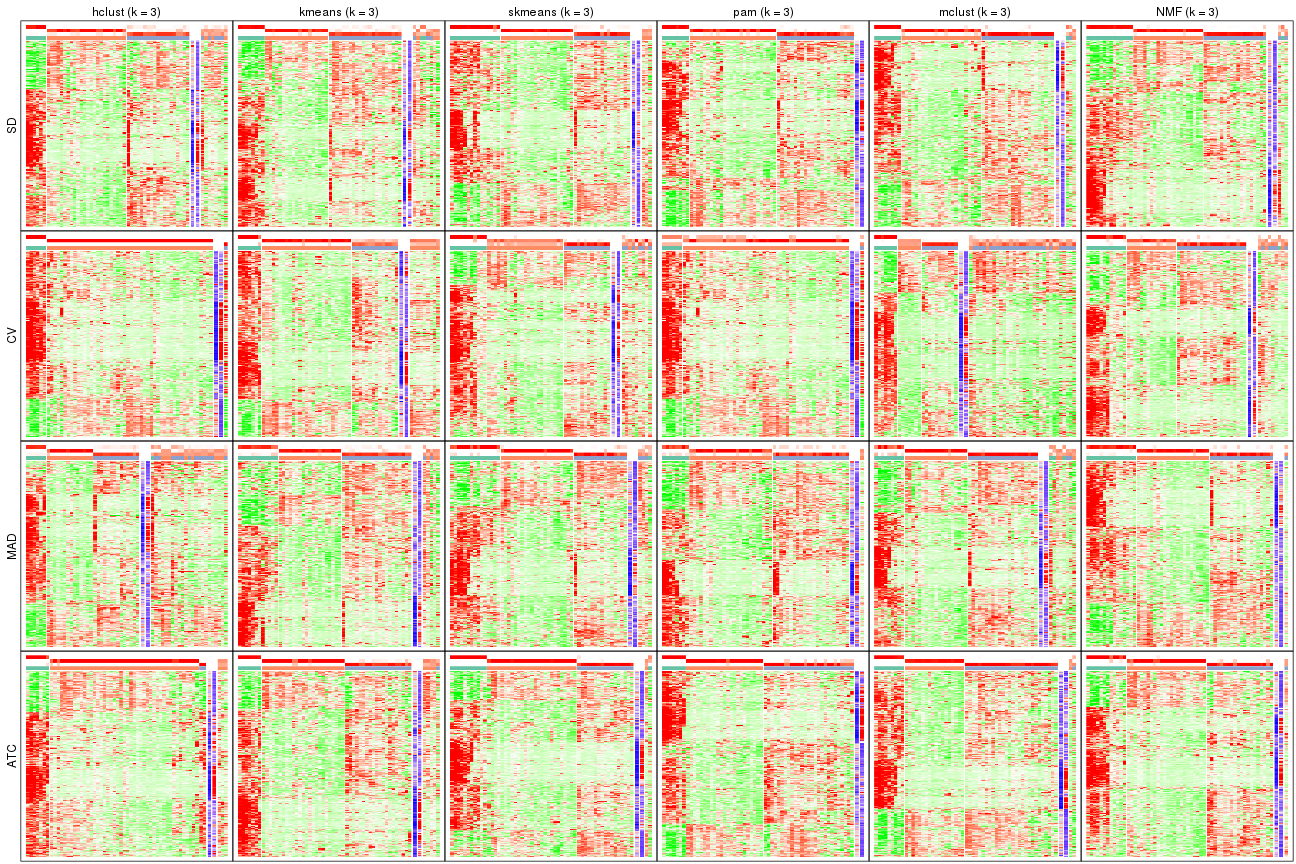 hclust (k = 3) kmeans (k = 3) skmeans (k = 3) pam (k = 3) mclust (k = 3) NMF (k = 3)
SD
CV
MAD
ATC